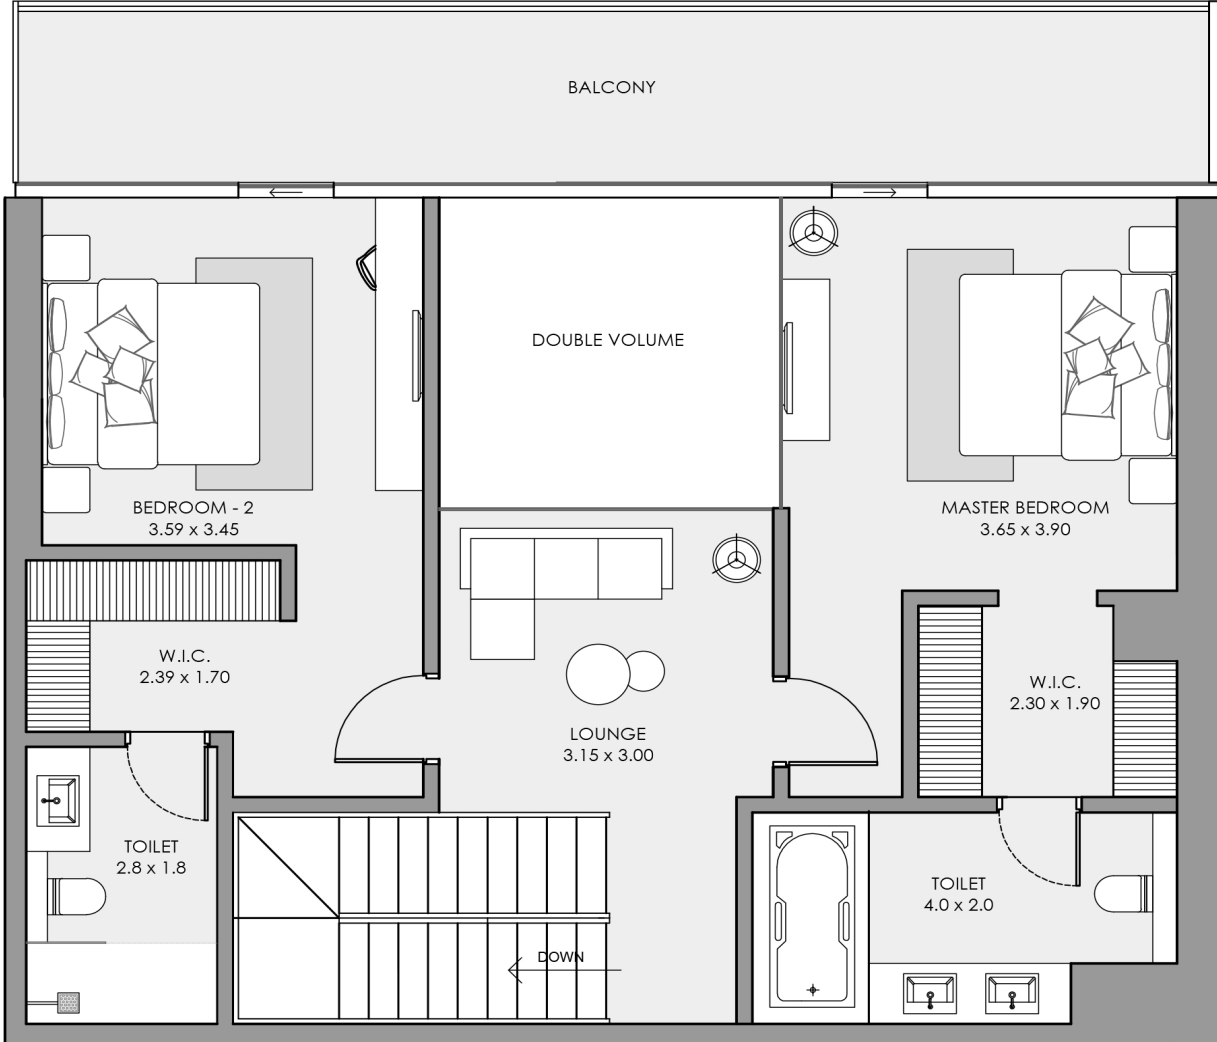 BALCONY
DOUBLE VOLUME
BEDROOM - 2
3.59 x 3.45
MASTER BEDROOM
3.65 x 3.90
W.I.C.
2.39 x 1.70
W.I.C.
2.30 x 1.90
LOUNGE
3.15 x 3.00
TOILET
2.8 x 1.8
TOILET
4.0 x 2.0
DOWN